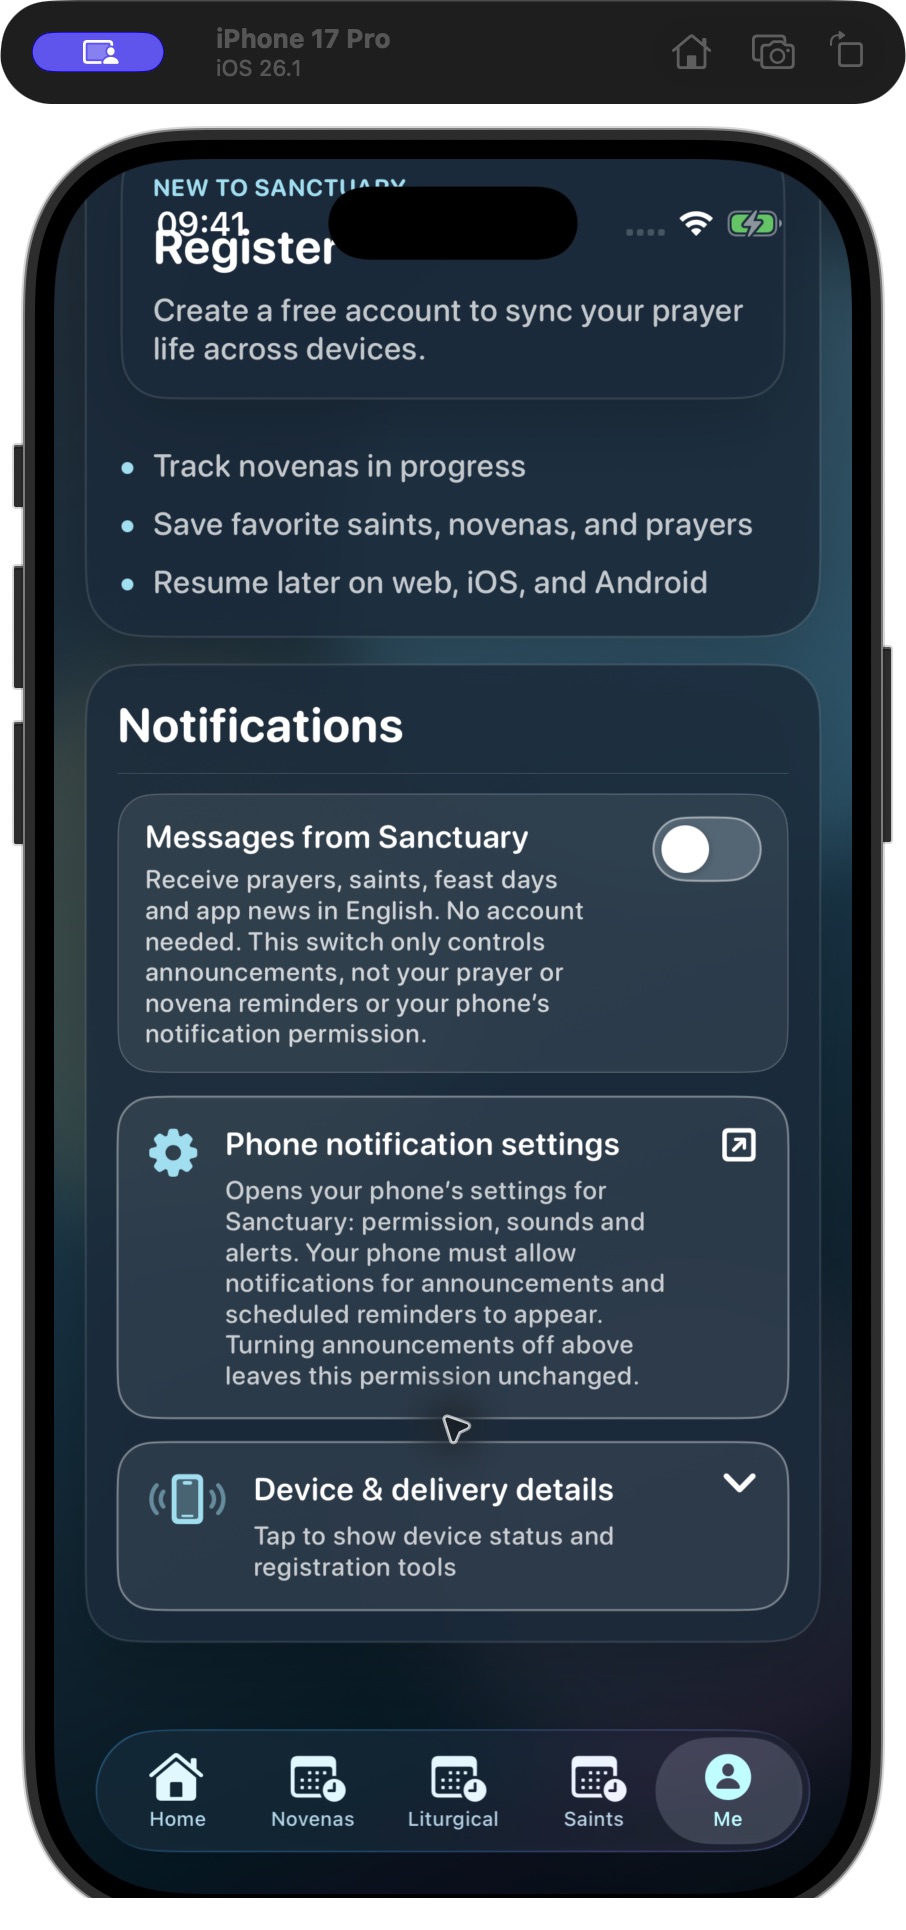 iPhone 17 Pro
iOS 26.1
NEW TO SANCTUARY
09:41
Register
Create a free account to sync your prayer
life across devices.
Track novenas in progress
Save favorite saints, novenas, and prayers
Resume later on web, iOS, and Android
Notifications
Messages from Sanctuary
Receive prayers, saints, feast days
and app news in English. No account
needed. This switch only controls
announcements, not your prayer or
novena reminders or your phone’s
notification permission.
Phone notification settings
Opens your phone’s settings for
Sanctuary: permission, sounds and
alerts. Your phone must allow
notifications for announcements and
scheduled reminders to appear.
Turning announcements off above
leaves this permission unchanged.
Device & delivery details
Tap to show device status and
registration tools
Home
Novenas
Liturgical
Saints
Me